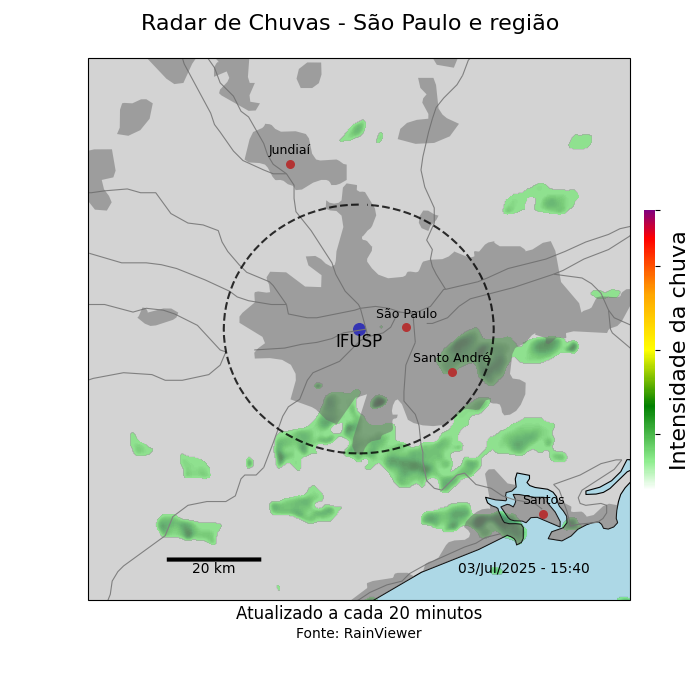 Radar de Chuvas - São Paulo e região
Jundiaí
São Paulo
IFUSP
Santo André
Santos
20 km
03/Jul/2025 - 15:40
Intensidade da chuva
Atualizado a cada 20 minutos
Fonte: RainViewer